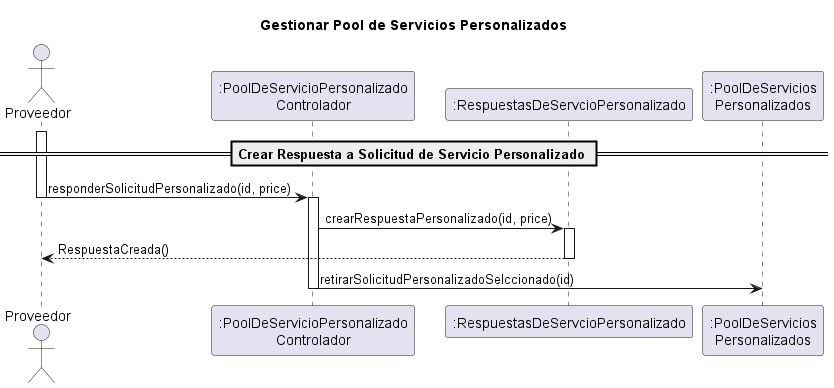 Gestionar Pool de Servicios Personalizados
Proveedor
:PoolDeServicioPersonalizado
Controlador
:RespuestasDeServcioPersonalizado
:PoolDeServicios
Personalizados
Crear Respuesta a Solicitud de Servicio Personalizado
responderSolicitudPersonalizado(id, price)
crearRespuestaPersonalizado(id, price)
RespuestaCreada()
retirarSolicitudPersonalizadoSelccionado(id)
Proveedor
:PoolDeServicioPersonalizado
Controlador
:RespuestasDeServcioPersonalizado
:PoolDeServicios
Personalizados